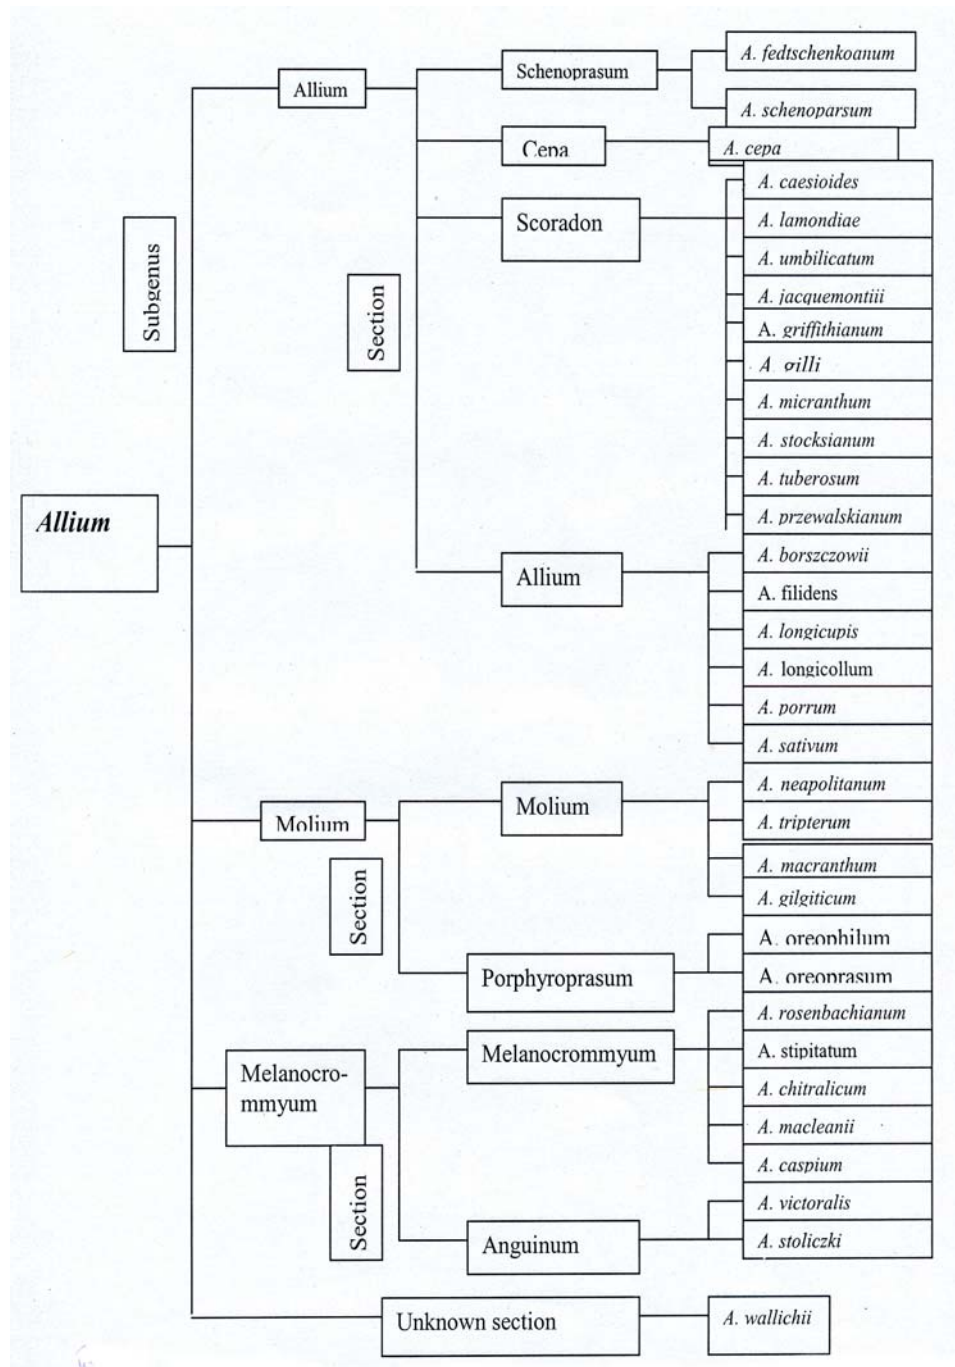 Allium
Subgenus
Allium
Section
Schenoprasum
A. fedtschenkoanum
A. schenoparsum
Cepa
A. cepa
Scoradon
A. caesioides
A. lamondiae
A. umbilicatum
A. jacquemontiii
A. griffithianum
A. gilli
A. micranthum
A. stocksianum
A. tuberosum
A. przewalskianum
Allium
A. borszczowii
A. filidens
A. longicupis
A. longicollum
A. porrum
A. sativum
Molium
Section
Molium
A. neapolitanum
A. tripterum
A. macranthum
A. gilgiticum
Porphyroprasum
A. oreophilum
A. oreoprasum
Melanocro-
mmyum
Section
Melanocrommyum
A. rosenbachianum
A. stipitatum
A. chitralicum
A. macleanii
A. caspium
Anguinum
A. victoralis
A. stoliczki
Unknown section
A. wallichii